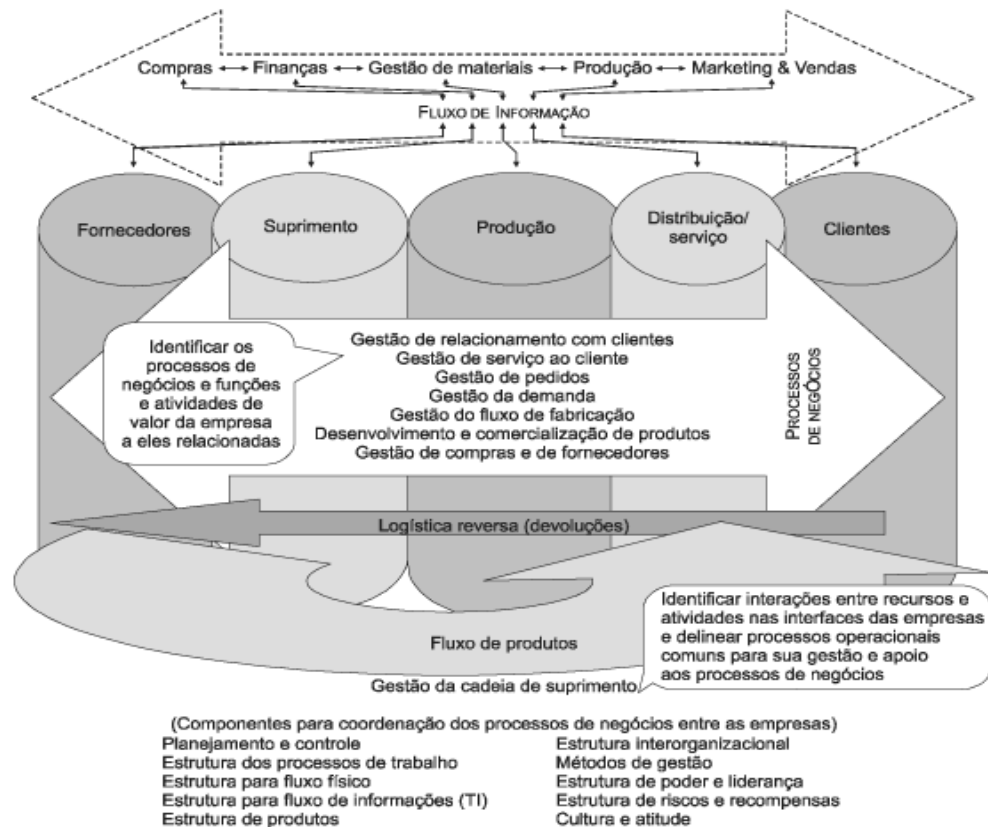 Compras Finanças Gestão de materiais Produção Marketing & Vendas
FLUXO DE INFORMAÇÃO
Fornecedores
Suprimento
Produção
Distribuição/
serviço
Clientes
Identificar os
processos de
negócios e funções
e atividades de
valor da empresa
a eles relacionadas
Gestão de relacionamento com clientes
Gestão de serviço ao cliente
Gestão de pedidos
Gestão da demanda
Gestão do fluxo de fabricação
Desenvolvimento e comercialização de produtos
Gestão de compras e de fornecedores
PROCESSOS
DE NEGÓCIOS
Logística reversa (devoluções)
Fluxo de produtos
Identificar interações entre recursos e
atividades nas interfaces das empresas
e delinear processos operacionais
comuns para sua gestão e apoio
aos processos de negócios
Gestão da cadeia de suprimento
(Componentes para coordenação dos processos de negócios entre as empresas)
Planejamento e controle
Estrutura dos processos de trabalho
Estrutura para fluxo físico
Estrutura para fluxo de informações (TI)
Estrutura de produtos
Estrutura interorganizacional
Métodos de gestão
Estrutura de poder e liderança
Estrutura de riscos e recompensas
Cultura e atitude